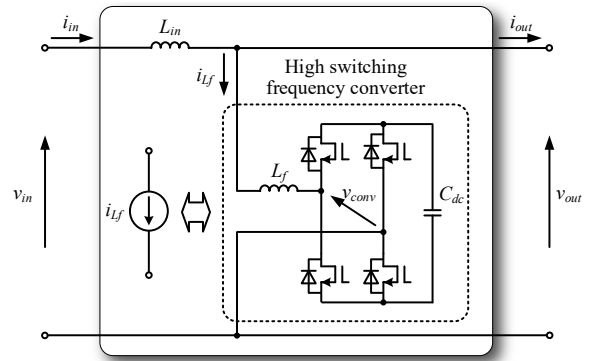 i_in
L_in
i_out
i_Lf
High switching
frequency converter
L_f
v_conv
C_dc
v_in
i_Lf
v_out